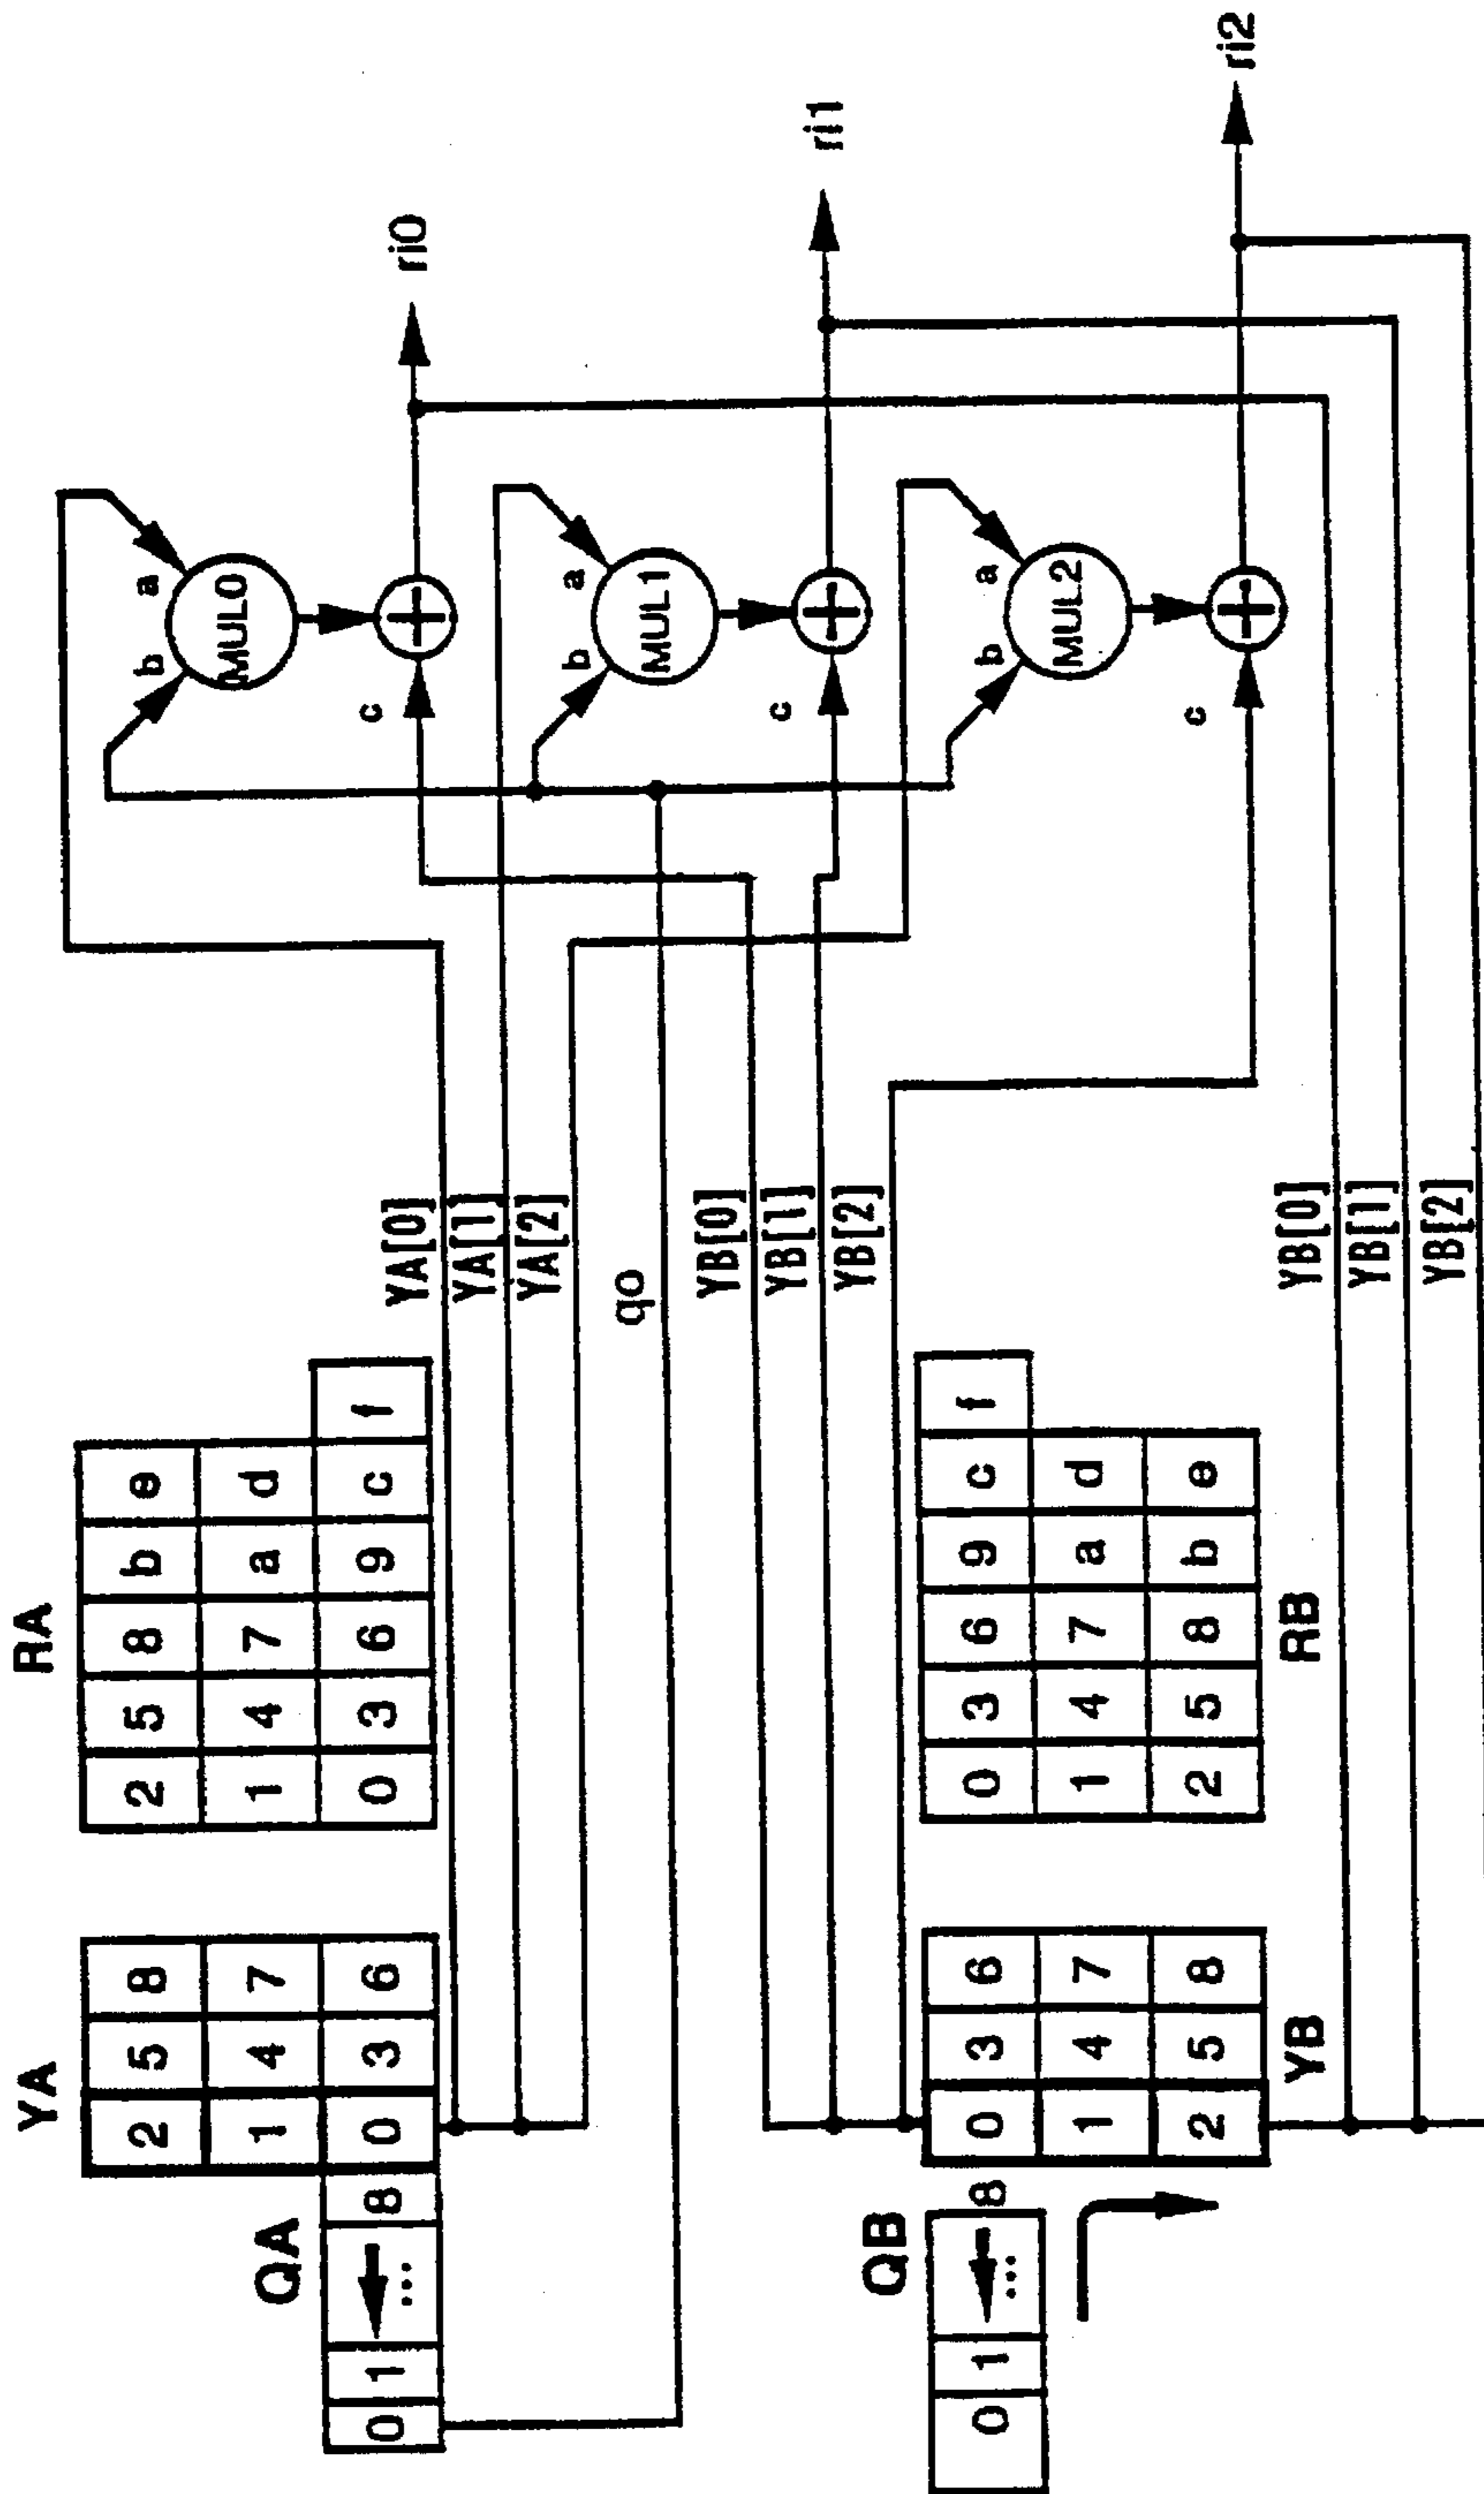 YA
RA
2 5 8
2 5 8 b e
b a
MUL0
1 4 7
1 4 7 a d
QA
0 1 ... 8
0 3 6
0 3 6 9 c f
c
YA[0]
ri0
YA[1]
YA[2]
b a
qo
MUL1
YB[0]
YB[1]
c
ri1
YB[2]
QB
0 1 ... 8
0 3 6
0 3 6 9 c f
b a
MUL2
1 4 7
1 4 7 a d
c
2 5 8
2 5 8 b e
ri2
YB
RB
YB[0]
YB[1]
YB[2]